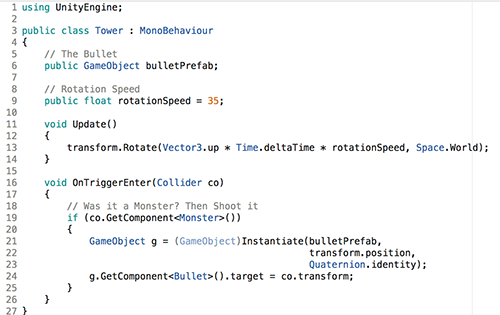 1 using UnityEngine;
2
3 public class Tower : MonoBehaviour
4 {
5     // The Bullet
6     public GameObject bulletPrefab;
7
8     // Rotation Speed
9     public float rotationSpeed = 35;
10
11     void Update()
12     {
13         transform.Rotate(Vector3.up * Time.deltaTime * rotationSpeed, Space.World);
14     }
15
16     void OnTriggerEnter(Collider co)
17     {
18         // Was it a Monster? Then Shoot it
19         if (co.GetComponent<Monster>())
20         {
21             GameObject g = (GameObject)Instantiate(bulletPrefab,
22                                                    transform.position,
23                                                    Quaternion.identity);
24             g.GetComponent<Bullet>().target = co.transform;
25         }
26     }
27 }